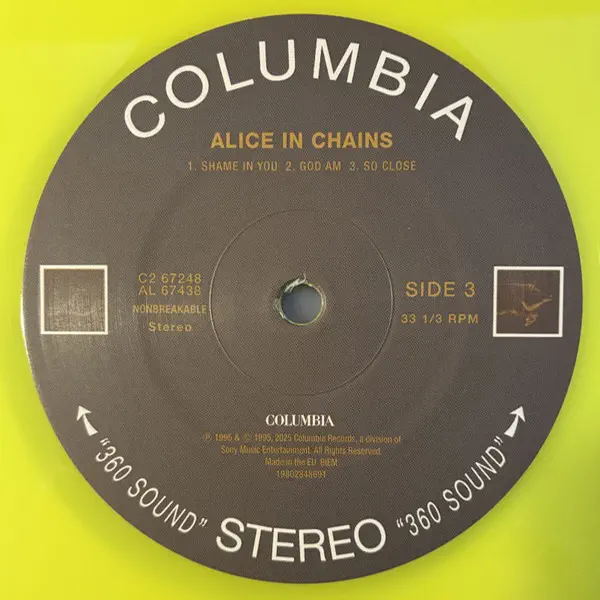 COLUMBIA
ALICE IN CHAINS
1. SHAME IN YOU 2. GOD AM 3. SO CLOSE
C2 67248
AL 67438
NONBREAKABLE
Stereo
SIDE 3
33 1/3 RPM
COLUMBIA
℗ 1995 & © 1995, 2025 Columbia Records, a division of
Sony Music Entertainment. All Rights Reserved.
Made in the EU BIEM
19802848691
"360 SOUND" STEREO "360 SOUND"